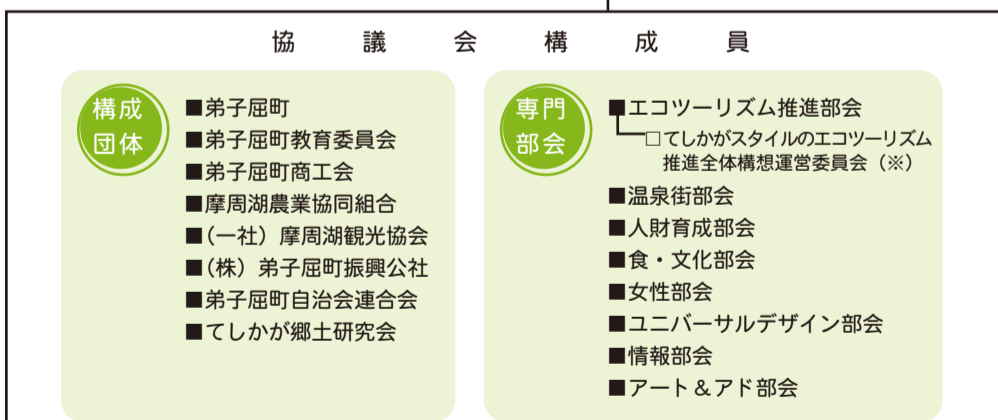 協議会構成員
構成
団体
■弟子屈町
■弟子屈町教育委員会
■弟子屈町商工会
■摩周湖農業協同組合
■(一社)摩周湖観光協会
■(株)弟子屈町振興公社
■弟子屈町自治会連合会
■てしかが郷土研究会
専門
部会
■エコツーリズム推進部会
□てしかがスタイルのエコツーリズム
推進全体構想運営委員会(※)
■温泉街部会
■人財育成部会
■食・文化部会
■女性部会
■ユニバーサルデザイン部会
■情報部会
■アート&アド部会